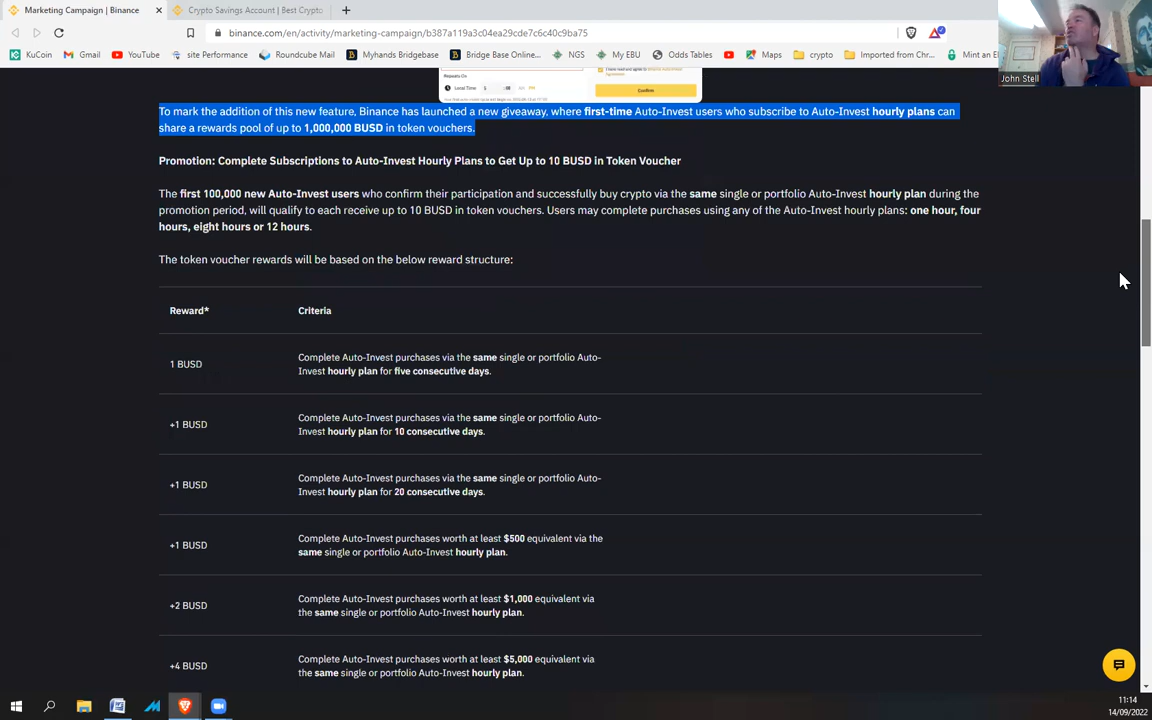 Marketing Campaign | Binance
Crypto Savings Account | Best Crypto
binance.com/en/activity/marketing-campaign/b387a119a3c04ea29cde7c6c40c9ba75
KuCoin
Gmail
YouTube
site Performance
Roundcube Mail
Myhands Bridgebase
Bridge Base Online...
NGS
My EBU
Odds Tables
Maps
crypto
Imported from Chr...
Mint an E
John Stell
Repeats On
Local Time
Confirm
To mark the addition of this new feature, Binance has launched a new giveaway, where first-time Auto-Invest users who subscribe to Auto-Invest hourly plans can
share a rewards pool of up to 1,000,000 BUSD in token vouchers.
Promotion: Complete Subscriptions to Auto-Invest Hourly Plans to Get Up to 10 BUSD in Token Voucher
The first 100,000 new Auto-Invest users who confirm their participation and successfully buy crypto via the same single or portfolio Auto-Invest hourly plan during the
promotion period, will qualify to each receive up to 10 BUSD in token vouchers. Users may complete purchases using any of the Auto-Invest hourly plans: one hour, four
hours, eight hours or 12 hours.
The token voucher rewards will be based on the below reward structure:
Reward*
Criteria
1 BUSD
Complete Auto-Invest purchases via the same single or portfolio Auto-
Invest hourly plan for five consecutive days.
+1 BUSD
Complete Auto-Invest purchases via the same single or portfolio Auto-
Invest hourly plan for 10 consecutive days.
+1 BUSD
Complete Auto-Invest purchases via the same single or portfolio Auto-
Invest hourly plan for 20 consecutive days.
+1 BUSD
Complete Auto-Invest purchases worth at least $500 equivalent via the
same single or portfolio Auto-Invest hourly plan.
+2 BUSD
Complete Auto-Invest purchases worth at least $1,000 equivalent via
the same single or portfolio Auto-Invest hourly plan.
+4 BUSD
Complete Auto-Invest purchases worth at least $5,000 equivalent via
the same single or portfolio Auto-Invest hourly plan.
11:14
14/09/2022